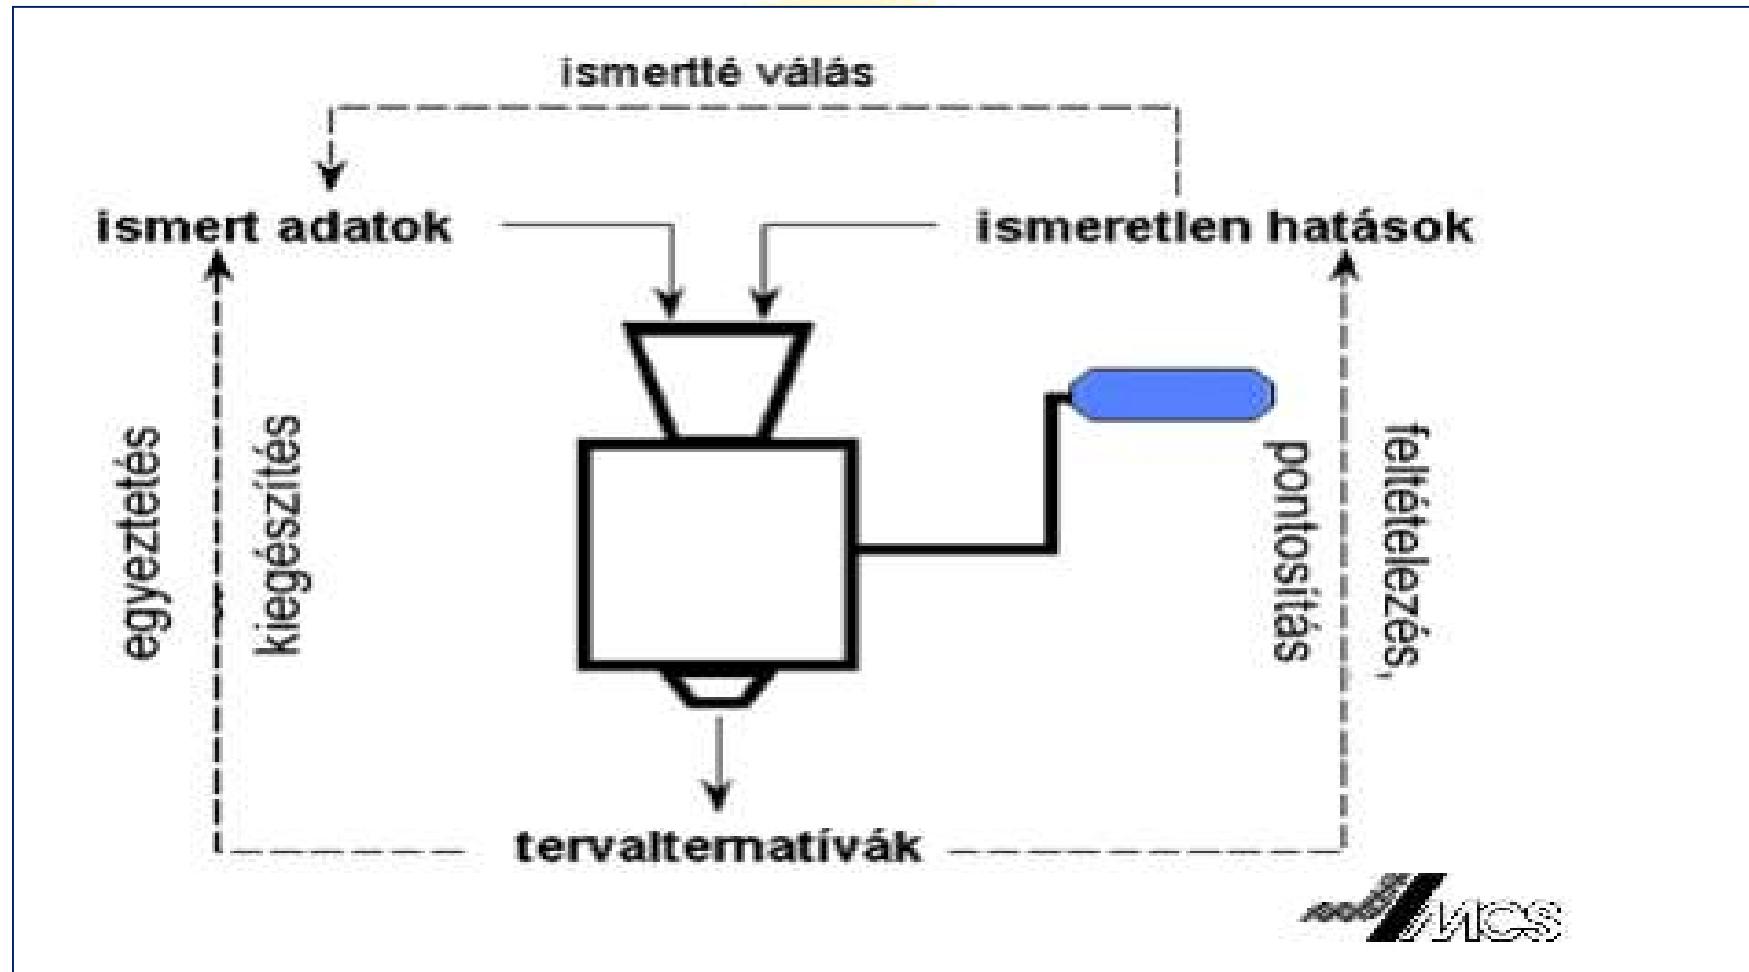 ismertté válás
ismert adatok
ismeretlen hatások
egyeztetés
kiegészítés
pontosítás
feltételezés,
tervalternatívák
MCS